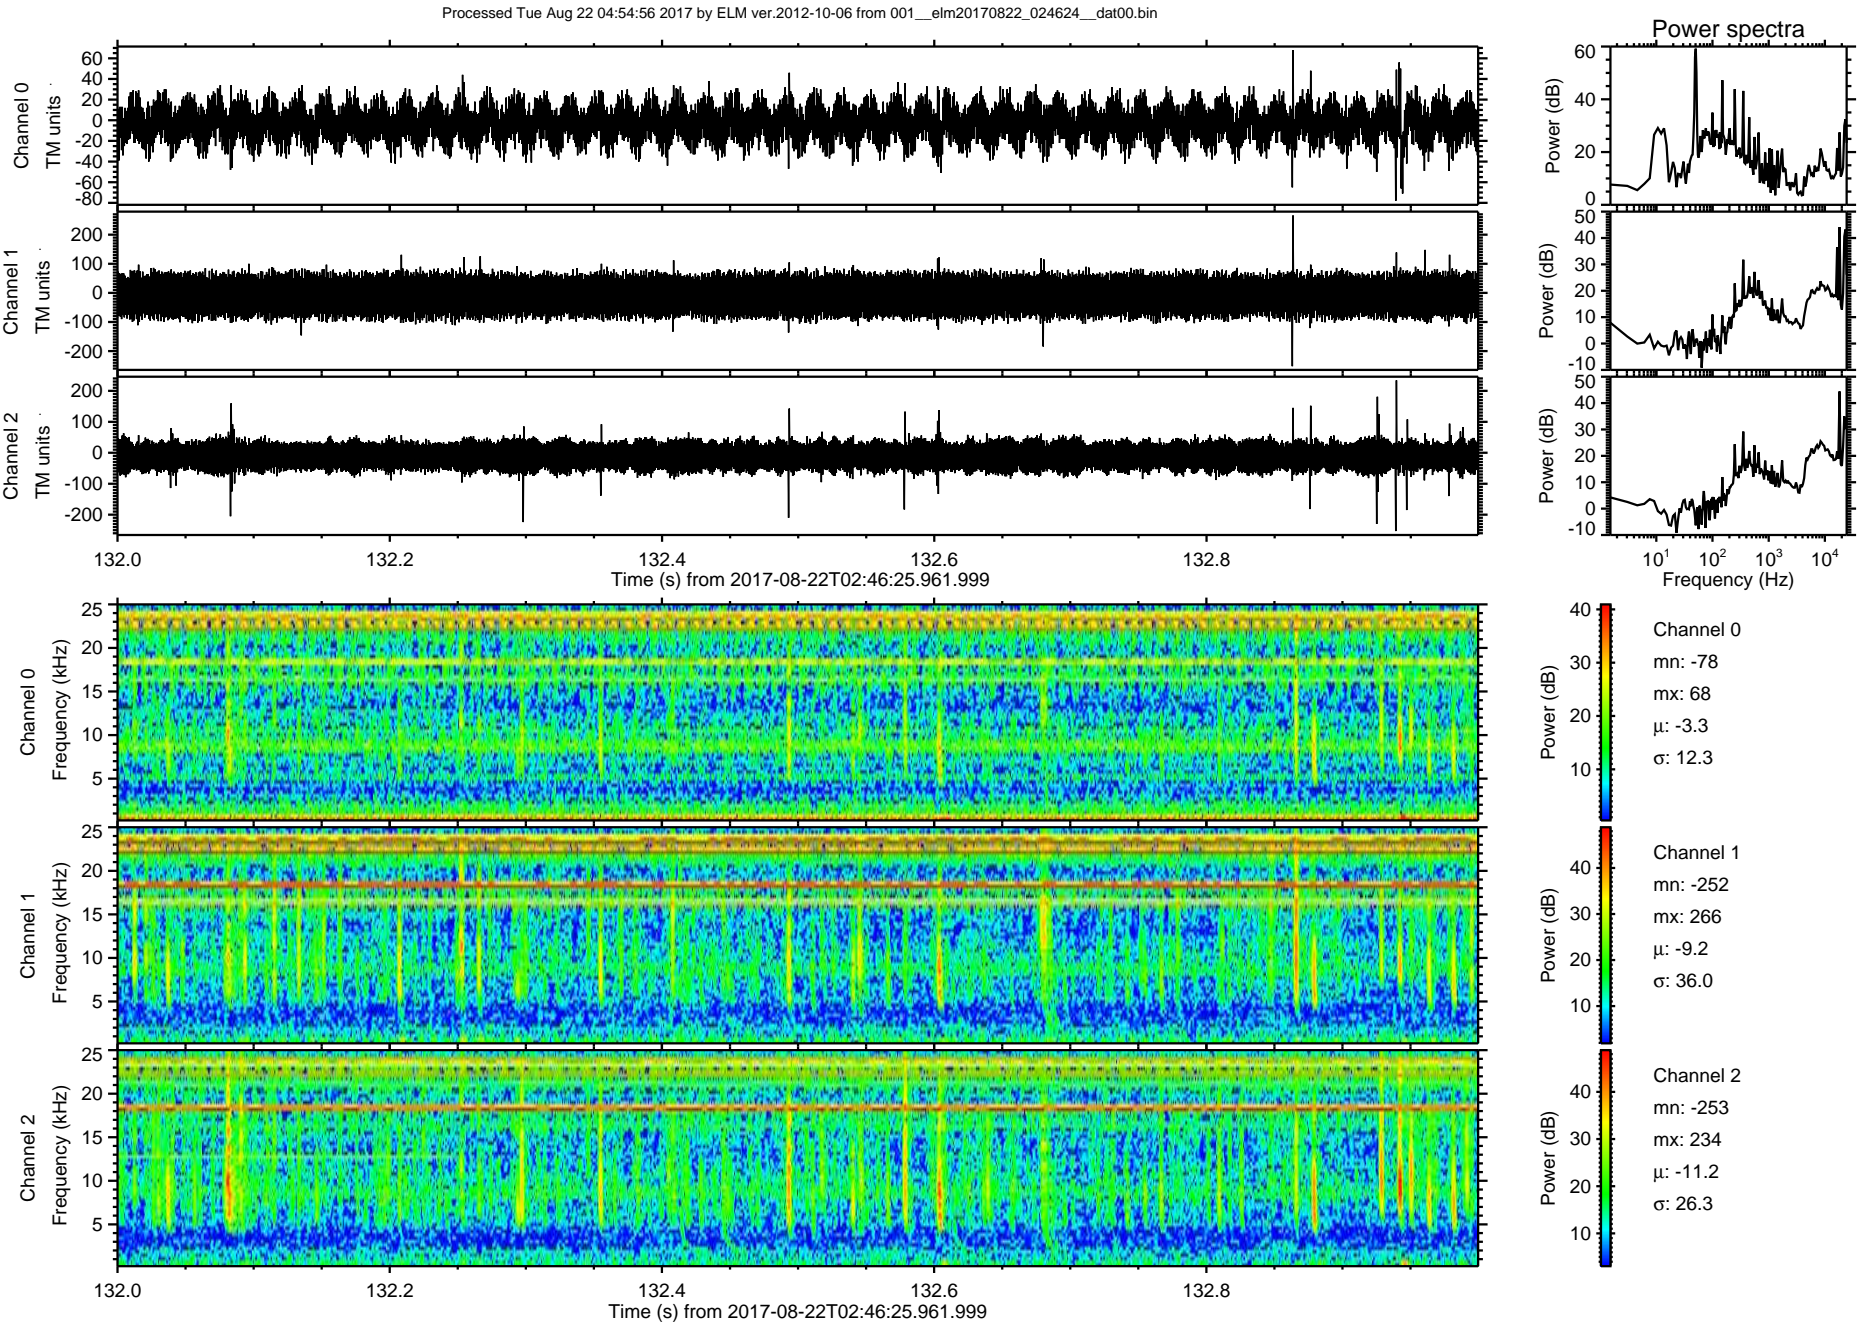 Processed Tue Aug 22 04:54:56 2017 by ELM ver.2012-10-06 from 001__elm20170822_024624__dat00.bin
Power spectra
Channel 0
TM units
60
40
20
0
-20
-40
-60
-80
Power (dB)
60
40
20
0
Channel 1
TM units
200
100
0
-100
-200
Power (dB)
50
40
30
20
10
0
-10
Channel 2
TM units
200
100
0
-100
-200
Power (dB)
50
40
30
20
10
0
-10
132.0 132.2 132.4 132.6 132.8
Time (s) from 2017-08-22T02:46:25.961.999
10¹ 10² 10³ 10⁴
Frequency (Hz)
Channel 0
Frequency (kHz)
25
20
15
10
5
Power (dB)
40
30
20
10
Channel 0
mn: -78
mx: 68
μ: -3.3
σ: 12.3
Channel 1
Frequency (kHz)
25
20
15
10
5
Power (dB)
40
30
20
10
Channel 1
mn: -252
mx: 266
μ: -9.2
σ: 36.0
Channel 2
Frequency (kHz)
25
20
15
10
5
Power (dB)
40
30
20
10
Channel 2
mn: -253
mx: 234
μ: -11.2
σ: 26.3
132.0 132.2 132.4 132.6 132.8
Time (s) from 2017-08-22T02:46:25.961.999